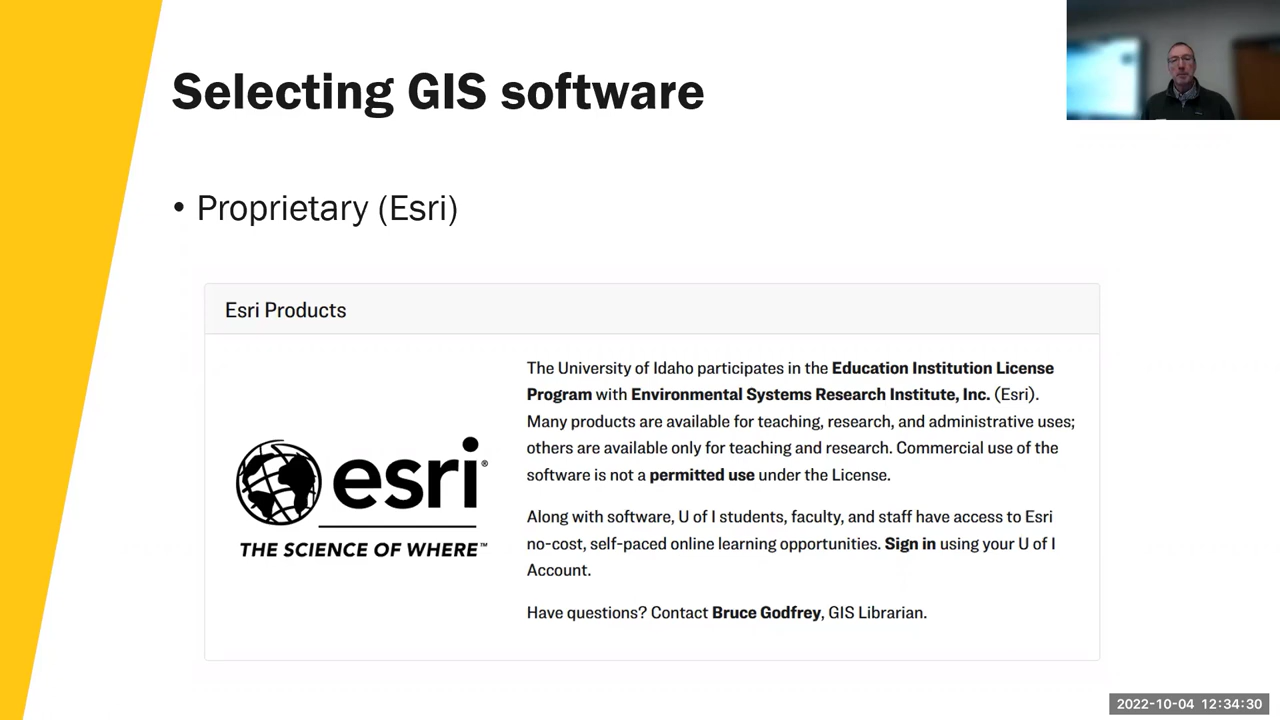 Selecting GIS software
• Proprietary (Esri)
Esri Products
esri®
THE SCIENCE OF WHERE™
The University of Idaho participates in the Education Institution License
Program with Environmental Systems Research Institute, Inc. (Esri).
Many products are available for teaching, research, and administrative uses;
others are available only for teaching and research. Commercial use of the
software is not a permitted use under the License.
Along with software, U of I students, faculty, and staff have access to Esri
no-cost, self-paced online learning opportunities. Sign in using your U of I
Account.
Have questions? Contact Bruce Godfrey, GIS Librarian.
2022-10-04 12:34:30